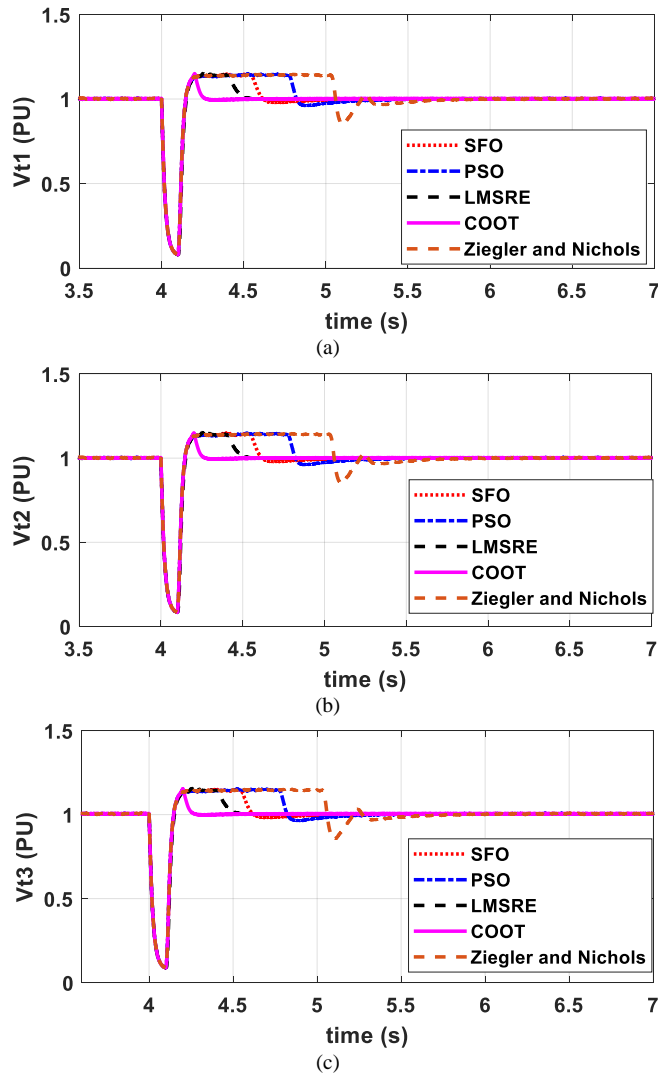 1.5
1
0.5
0
Vt1 (PU)
SFO
PSO
LMSRE
COOT
Ziegler and Nichols
3.5 4 4.5 5 5.5 6 6.5 7
time (s)
(a)
1.5
1
0.5
0
Vt2 (PU)
SFO
PSO
LMSRE
COOT
Ziegler and Nichols
3.5 4 4.5 5 5.5 6 6.5 7
time (s)
(b)
1.5
1
0.5
0
Vt3 (PU)
SFO
PSO
LMSRE
COOT
Ziegler and Nichols
4 4.5 5 5.5 6 6.5 7
time (s)
(c)